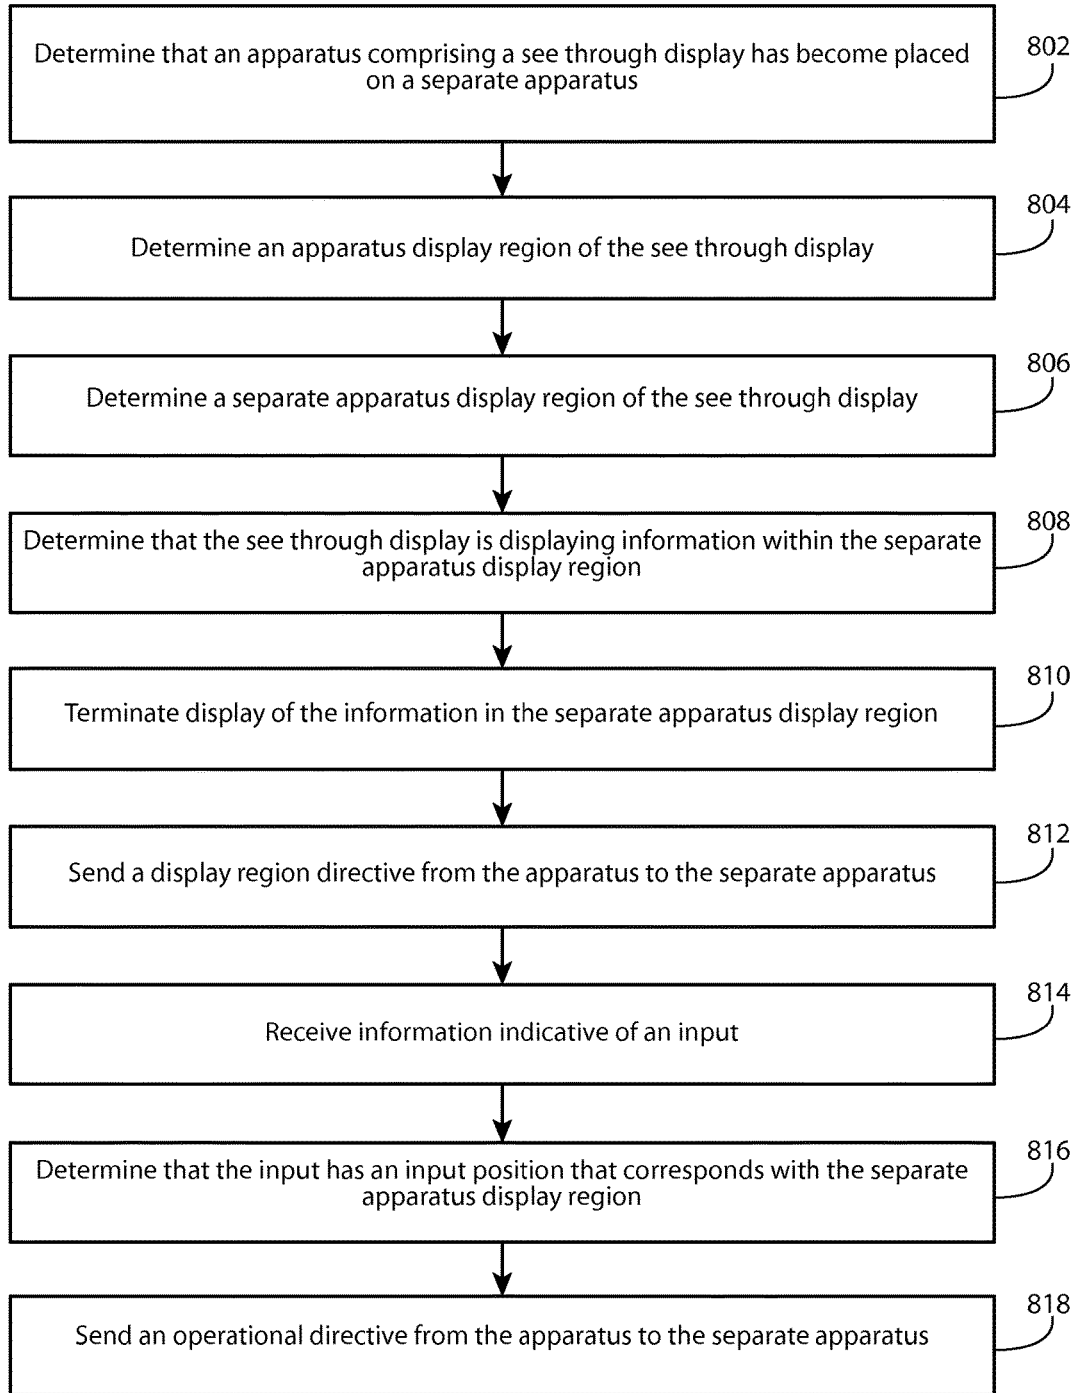 Determine that an apparatus comprising a see through display has become placed
on a separate apparatus
802
Determine an apparatus display region of the see through display
804
Determine a separate apparatus display region of the see through display
806
Determine that the see through display is displaying information within the separate
apparatus display region
808
Terminate display of the information in the separate apparatus display region
810
Send a display region directive from the apparatus to the separate apparatus
812
Receive information indicative of an input
814
Determine that the input has an input position that corresponds with the separate
apparatus display region
816
Send an operational directive from the apparatus to the separate apparatus
818